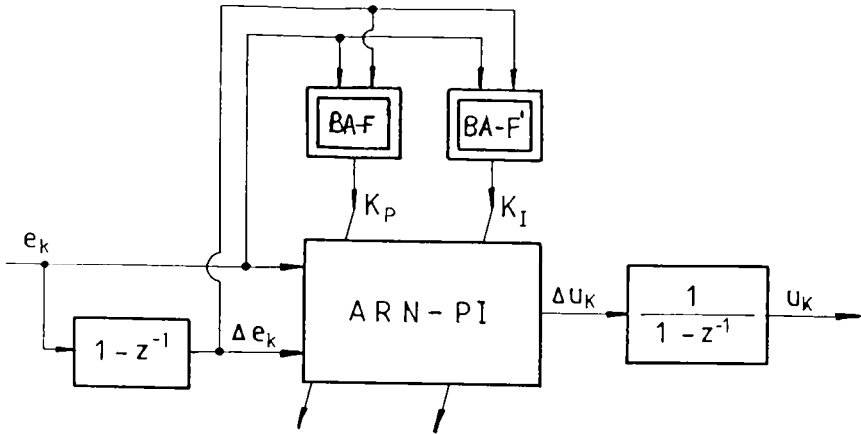 BA-F
BA-F'
K_P
K_I
e_k
ARN-PI
Δu_K
1
1 - z⁻¹
u_K
1 - z⁻¹
Δe_k